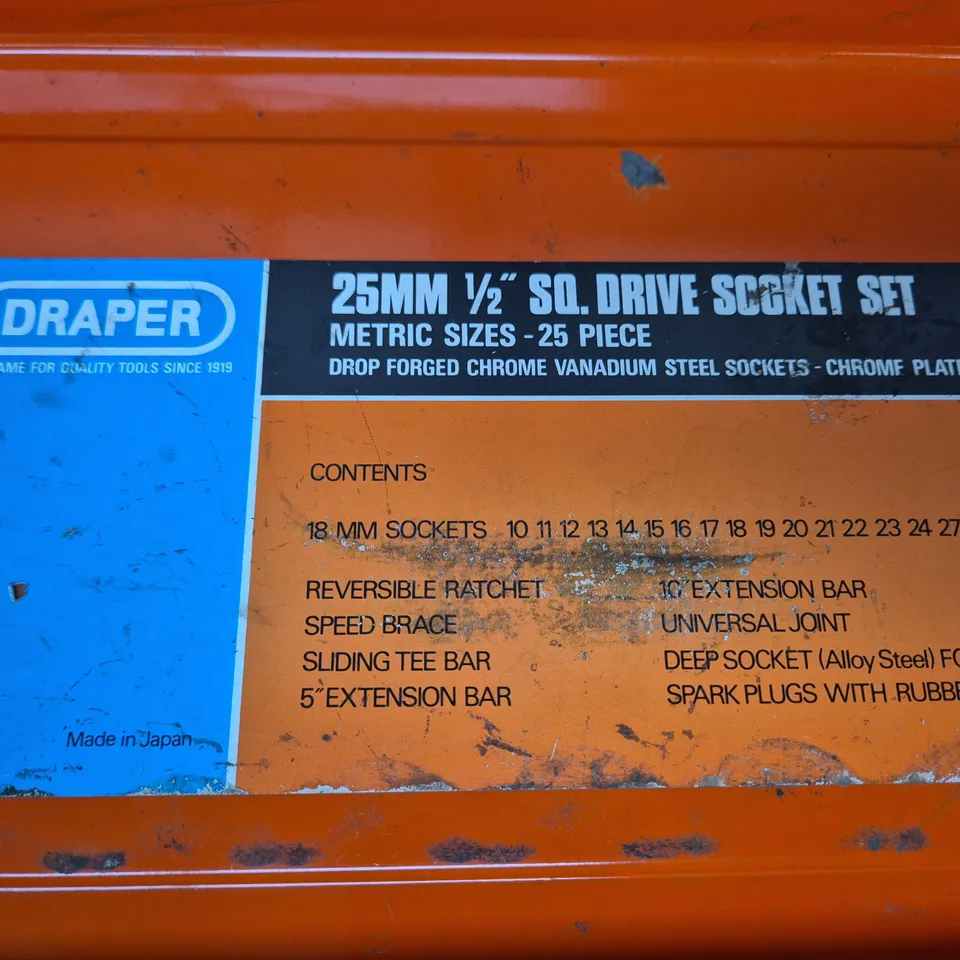 DRAPER
AME FOR QUALITY TOOLS SINCE 1919
25MM ½" SQ. DRIVE SOCKET SET
METRIC SIZES - 25 PIECE
DROP FORGED CHROME VANADIUM STEEL SOCKETS - CHROME PLAT
CONTENTS
18 MM SOCKETS 10 11 12 13 14 15 16 17 18 19 20 21 22 23 24 27
REVERSIBLE RATCHET
SPEED BRACE
SLIDING TEE BAR
5" EXTENSION BAR
10" EXTENSION BAR
UNIVERSAL JOINT
DEEP SOCKET (Alloy Steel) FO
SPARK PLUGS WITH RUBBE
Made in Japan